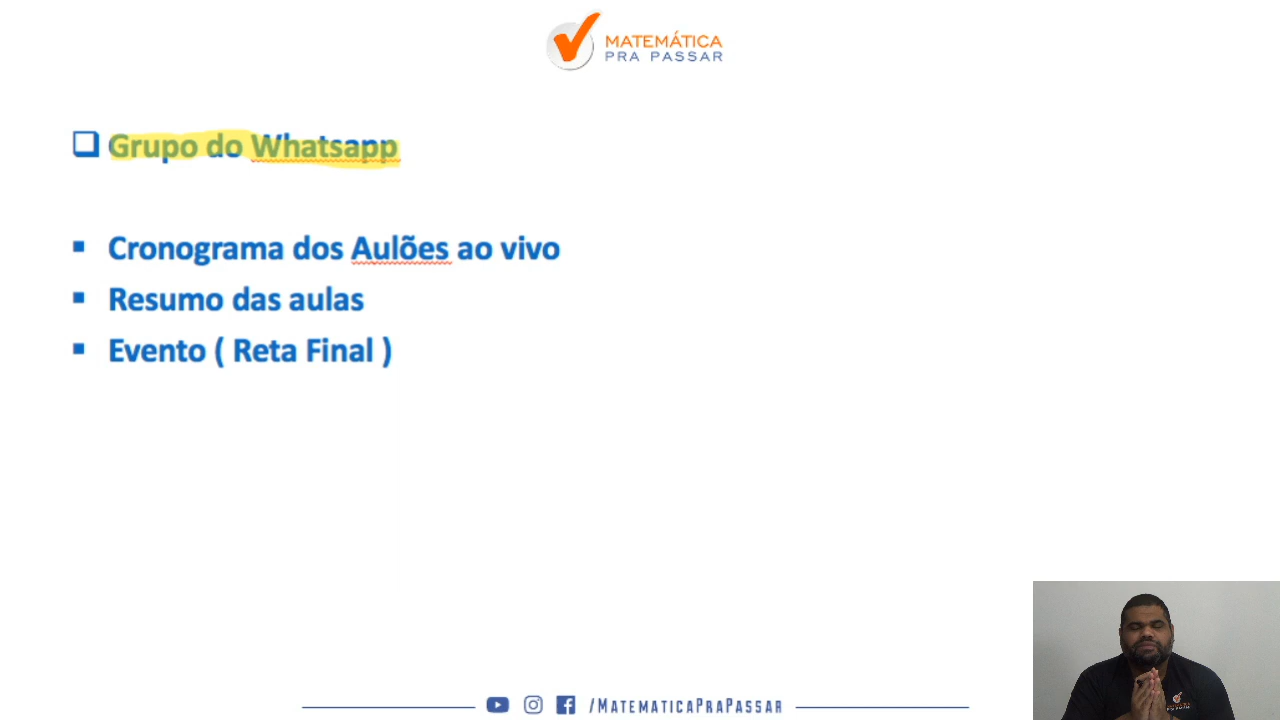 MATEMÁTICA
PRA PASSAR
Grupo do Whatsapp
Cronograma dos Aulões ao vivo
Resumo das aulas
Evento ( Reta Final )
/MATEMATICAPRAPASSAR